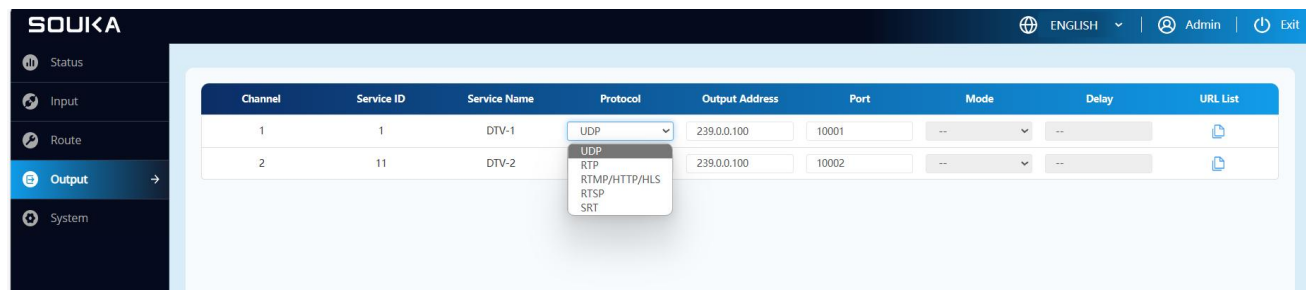 SOUKA
ENGLISH | Admin | Exit
Status
Input
Route
Output
System
Channel Service ID Service Name Protocol Output Address Port Mode Delay URL List
1 1 DTV-1 UDP 239.0.0.100 10001 -- --
2 11 DTV-2 239.0.0.100 10002 -- --
UDP
RTP
RTMP/HTTP/HLS
RTSP
SRT